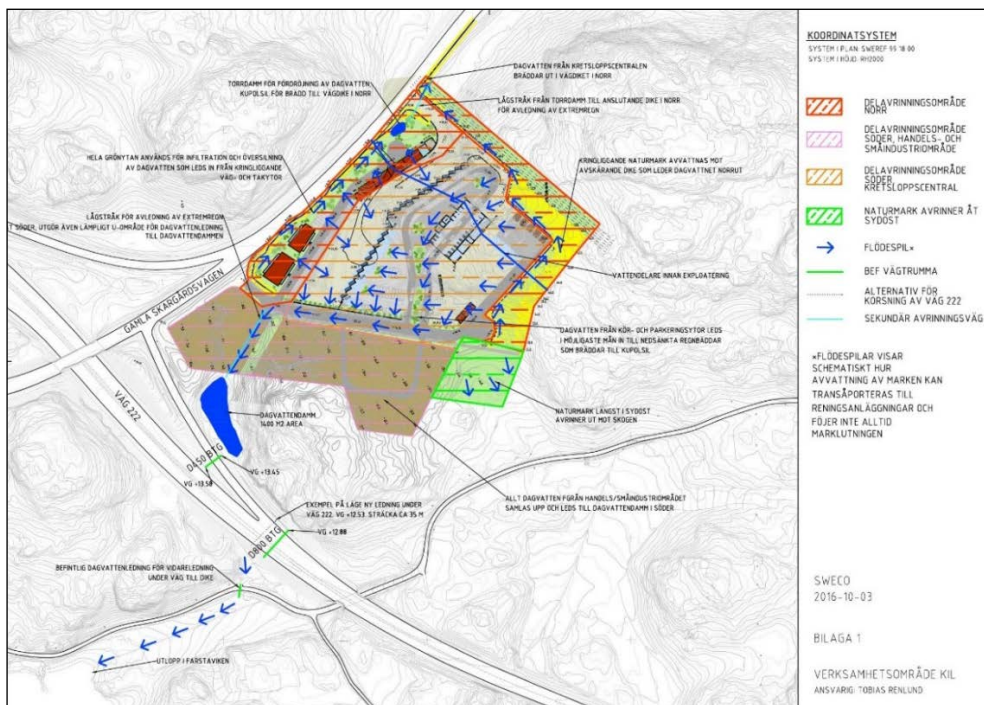 DAGVATTEN FRÅN KRETSLOPPSCENTRALEN
BRÄDDAR UT I VÄGDIKET I NORR
TORRDAMM FÖR FÖRDRÖJNING AV DAGVATTEN
KUPOLSIL FÖR BRÄDD TILL VÄGDIKE I NORR
LÅGSTRÅK FRÅN TORRDAMM TILL ANSLUTANDE DIKE I NORR
FÖR AVLEDNING AV EXTREMREGN
HELA GRÖNYTAN ANVÄNDS FÖR INFILTRATION OCH ÖVERSILNING
AV DAGVATTEN SOM LEDS IN FRÅN KRINGLIGGANDE
VÄG- OCH TAKYTOR
KRINGLIGGANDE NATURMARK AVVATTNAS MOT
AVSKÄRANDE DIKE SOM LEDER DAGVATTNET NORRUT
LÅGSTRÅK FÖR AVLEDNING AV EXTREMREGN
T SÖDER, UTGÖR ÄVEN LÄMPLIGT U-OMRÅDE FÖR DAGVATTENLEDNING
TILL DAGVATTENDAMMEN
VATTENDELARE INNAN EXPLOATERING
GAMLA SKÄRGÅRDSVÄGEN
DAGVATTEN FRÅN KÖR- OCH PARKERINGSYTOR LEDS
I MÖJLIGASTE MÅN IN TILL NEDSÄNKTA REGNBÄDDAR
SOM BRÄDDAR TILL KUPOLSIL
VÄG 222
DAGVATTENDAMM
1400 M2 AREA
NATURMARK LÄNGST I SYDOST
AVRINNER UT MOT SKOGEN
D450 BTG
VG +13.45
VG +13.58
ALLT DAGVATTEN FGRÅN HANDELS/SMÅINDUSTRIOMRÅDET
SAMLAS UPP OCH LEDS TILL DAGVATTENDAMM I SÖDER
EXEMPEL PÅ LÄGE NY LEDNING UNDER
VÄG 222. VG +12.53. STRÄCKA CA 35 M
VG +12.88
D800 BTG
BEFINTLIG DAGVATTENLEDNING FÖR VIDARELEDNING
UNDER VÄG TILL DIKE
UTLOPP I FARSTAVIKEN
KOORDINATSYSTEM
SYSTEM I PLAN: SWEREF 99 18 00
SYSTEM I HÖJD: RH2000
DELAVRINNINGSOMRÅDE
NORR
DELAVRINNINGSOMRÅDE
SÖDER, HANDELS- OCH
SMÅINDUSTRIOMRÅDE
DELAVRINNINGSOMRÅDE
SÖDER,
KRETSLOPPSCENTRAL
NATURMARK AVRINNER ÅT
SYDÖST
FLÖDESPIL*
BEF VÄGTRUMMA
ALTERNATIV FÖR
KORSNING AV VÄG 222
SEKUNDÄR AVRINNINGSVÄG
*FLÖDESPILAR VISAR
SCHEMATISKT HUR
AVVATTNING AV MARKEN KAN
TRANSÅPORTERAS TILL
RENINGSANLÄGGNINGAR OCH
FÖJER INTE ALLTID
MARKLUTNINGEN
SWECO
2016-10-03
BILAGA 1
VERKSAMHETSOMRÅDE KIL
ANSVARIG: TOBIAS RENLUND